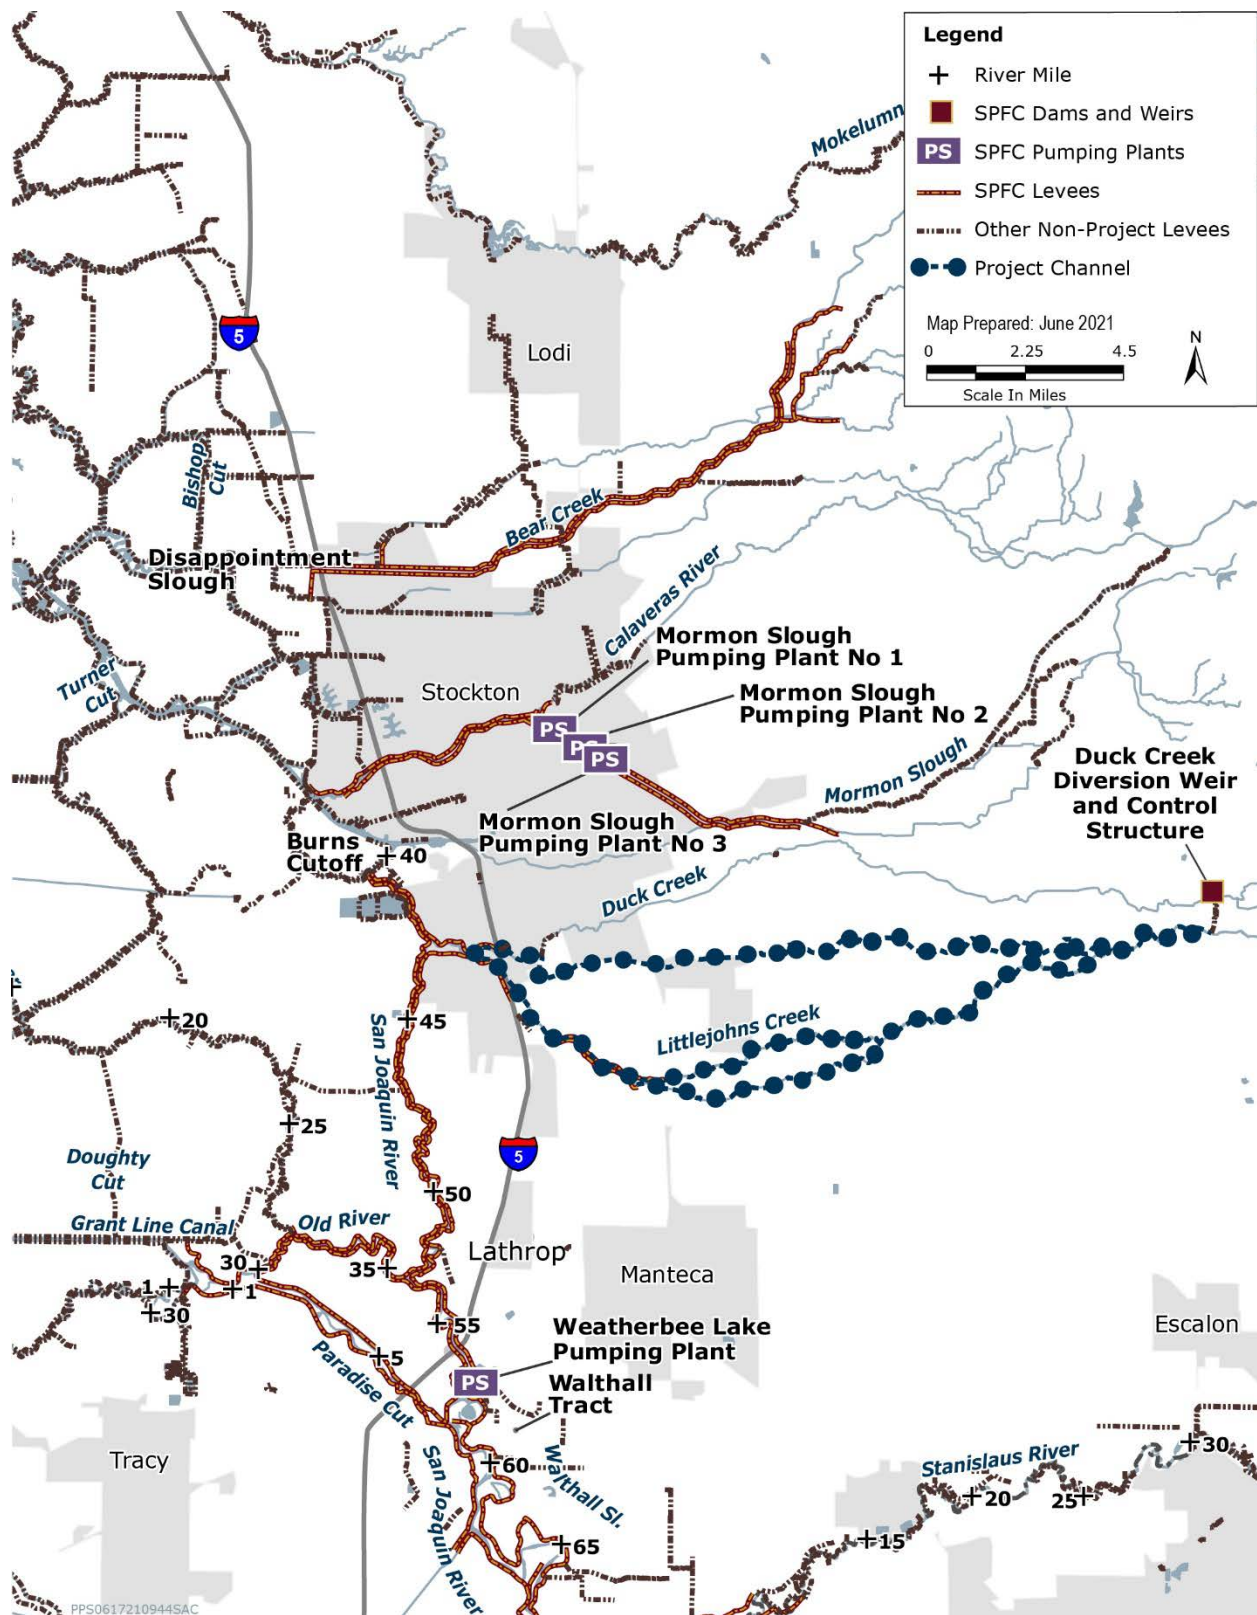 Legend
River Mile
SPFC Dams and Weirs
PS
SPFC Pumping Plants
SPFC Levees
Other Non-Project Levees
Project Channel
Map Prepared: June 2021
0 2.25 4.5
Scale In Miles
N
Mokelumn
5
Lodi
Bishop
Cut
Bear Creek
Disappointment
Slough
Calaveras River
Mormon Slough
Pumping Plant No 1
Turner
Cut
Stockton
Mormon Slough
Pumping Plant No 2
PS
PS
Mormon Slough
Duck Creek
Diversion Weir
and Control
Structure
Mormon Slough
Pumping Plant No 3
Burns
Cutoff
40
Duck Creek
20
45
San Joaquin River
Littlejohns Creek
25
5
Doughty
Cut
50
Grant Line Canal
Old River
Lathrop
30
35
Manteca
1
1
30
55
Escalon
Weatherbee Lake
Pumping Plant
5
Paradise Cut
PS
Walthall
Tract
Tracy
San Joaquin River
60
Walthall Sl.
Stanislaus River
30
20
25
15
65
PPS0617210944SAC